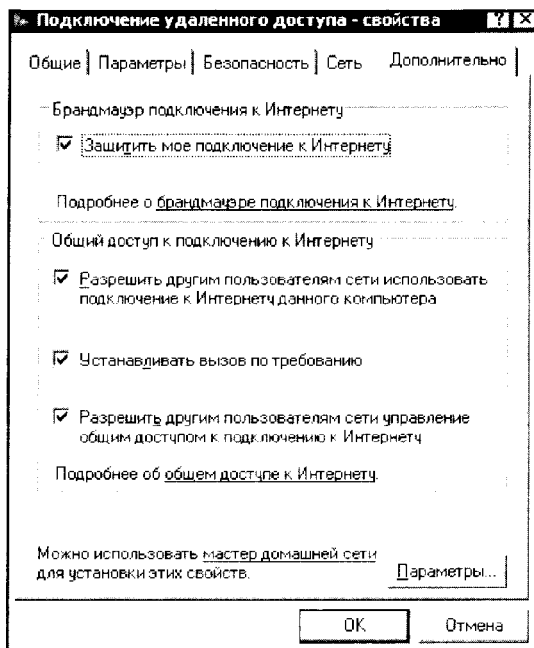 Подключение удаленного доступа - свойства
Общие Параметры Безопасность Сеть Дополнительно
Брандмауэр подключения к Интернету
Защитить мое подключение к Интернету
Подробнее о брандмауэре подключения к Интернету.
Общий доступ к подключению к Интернету
Разрешить другим пользователям сети использовать
подключение к Интернету данного компьютера
Устанавливать вызов по требованию
Разрешить другим пользователям сети управление
общим доступом к подключению к Интернету
Подробнее об общем доступе к Интернету.
Можно использовать мастер домашней сети
для установки этих свойств.
Параметры...
ОК Отмена